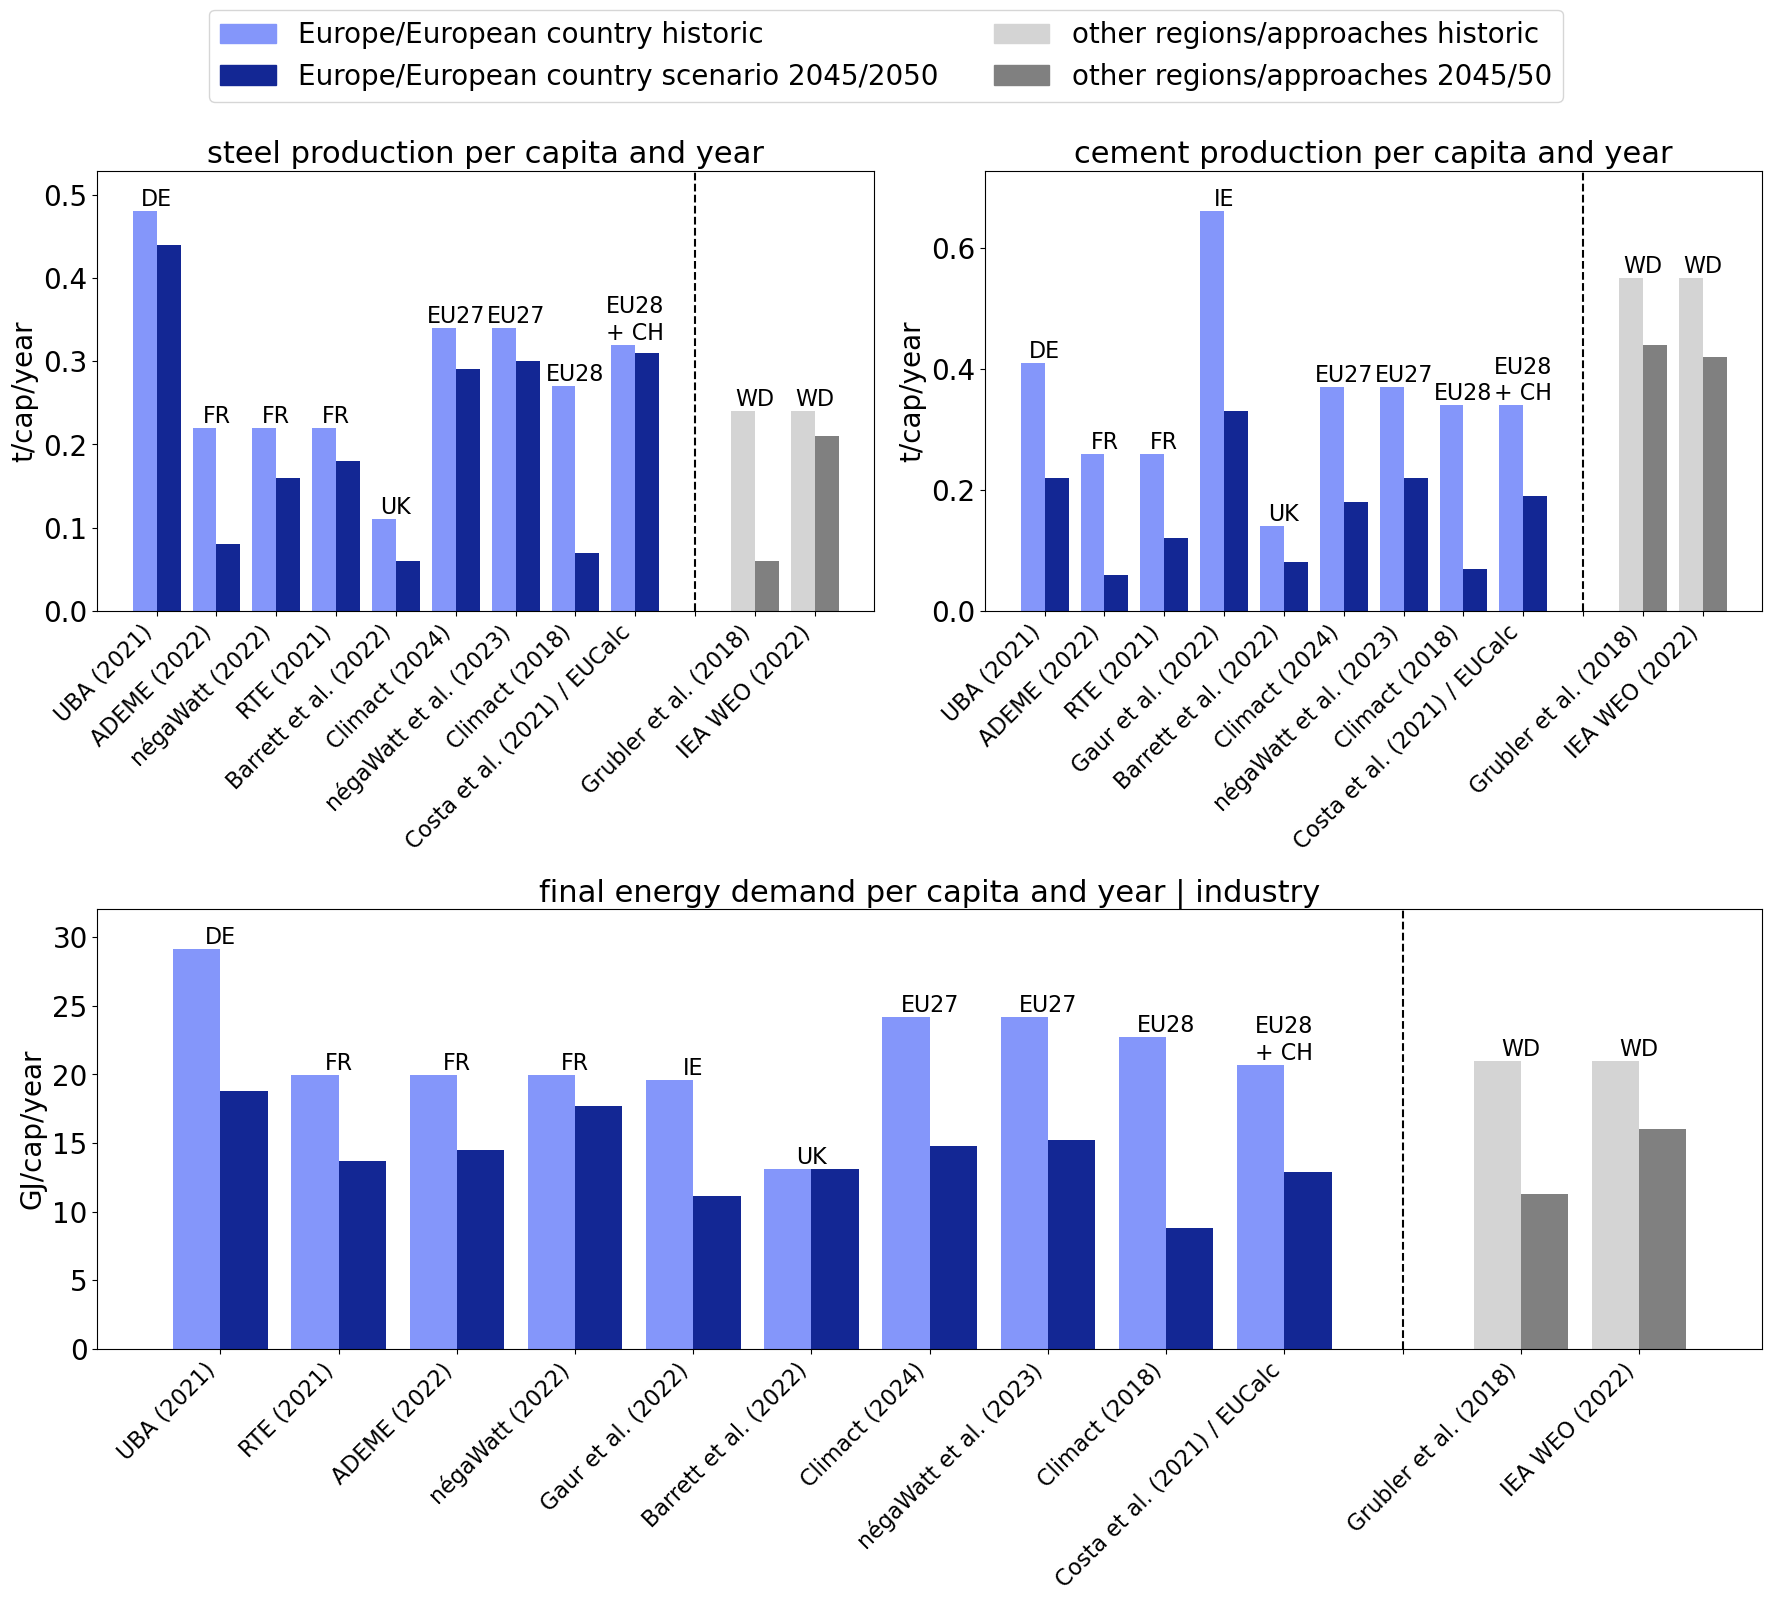 Europe/European country historic
Europe/European country scenario 2045/2050
other regions/approaches historic
other regions/approaches 2045/50
steel production per capita and year
t/cap/year
0.5
0.4
0.3
0.2
0.1
0.0
DE
FR
FR
FR
UK
EU27
EU27
EU28
EU28
+ CH
WD
WD
UBA (2021)
ADEME (2022)
négaWatt (2022)
RTE (2021)
Barrett et al. (2022)
Climact (2024)
négaWatt et al. (2023)
Climact (2018)
Costa et al. (2021) / EUCalc
Grubler et al. (2018)
IEA WEO (2022)
cement production per capita and year
t/cap/year
0.6
0.4
0.2
0.0
DE
FR
FR
IE
UK
EU27
EU27
EU28
EU28
+ CH
WD
WD
UBA (2021)
ADEME (2022)
RTE (2021)
Gaur et al. (2022)
Barrett et al. (2022)
Climact (2024)
négaWatt et al. (2023)
Climact (2018)
Costa et al. (2021) / EUCalc
Grubler et al. (2018)
IEA WEO (2022)
final energy demand per capita and year | industry
GJ/cap/year
30
25
20
15
10
5
0
DE
FR
FR
FR
IE
UK
EU27
EU27
EU28
EU28
+ CH
WD
WD
UBA (2021)
RTE (2021)
ADEME (2022)
négaWatt (2022)
Gaur et al. (2022)
Barrett et al. (2022)
Climact (2024)
négaWatt et al. (2023)
Climact (2018)
Costa et al. (2021) / EUCalc
Grubler et al. (2018)
IEA WEO (2022)